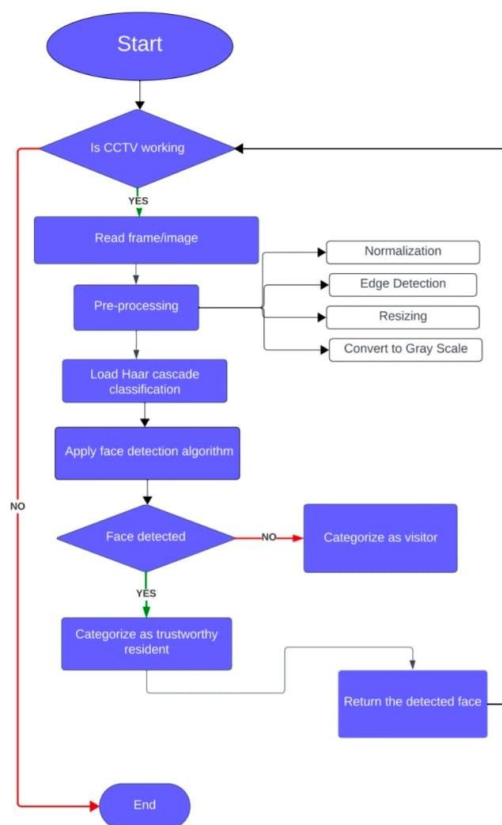 Start
Is CCTV working
YES
Read frame/image
Pre-processing
Normalization
Edge Detection
Resizing
Convert to Gray Scale
Load Haar cascade
classification
Apply face detection algorithm
NO
Face detected
NO
Categorize as visitor
YES
Categorize as trustworthy
resident
Return the detected face
End